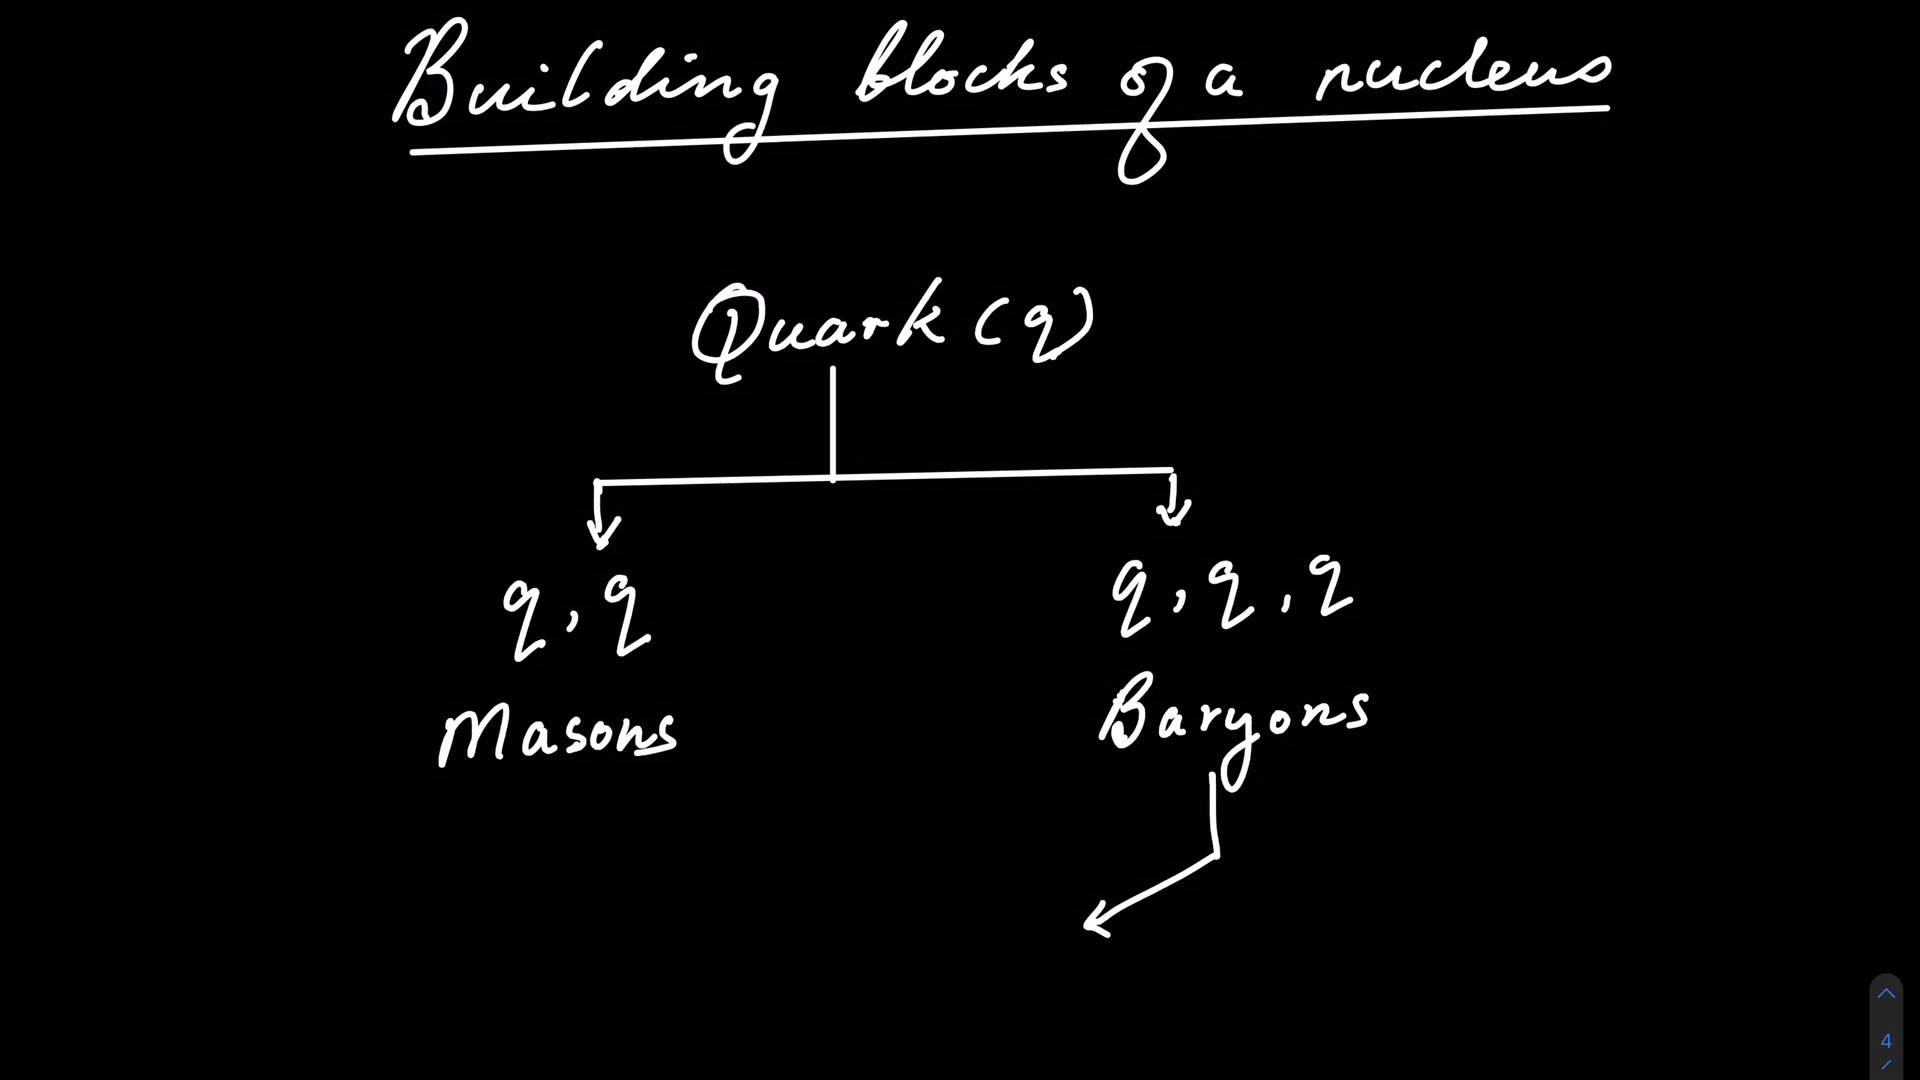 Building blocks of a nucleus
Quark (q)
q, q
q, q, q
Masons
Baryons
4